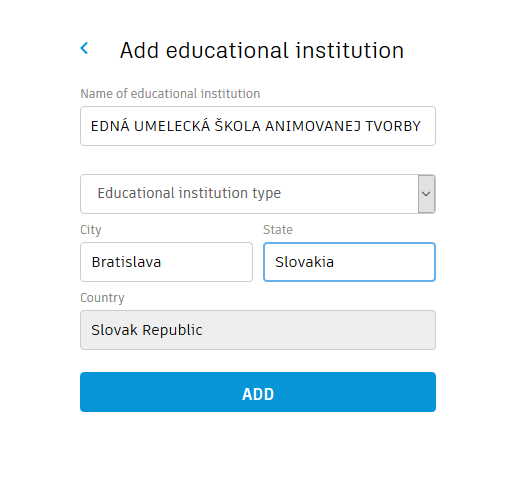 Add educational institution
Name of educational institution
EDNÁ UMELECKÁ ŠKOLA ANIMOVANEJ TVORBY
Educational institution type
City State
Bratislava Slovakia
Country
Slovak Republic
ADD